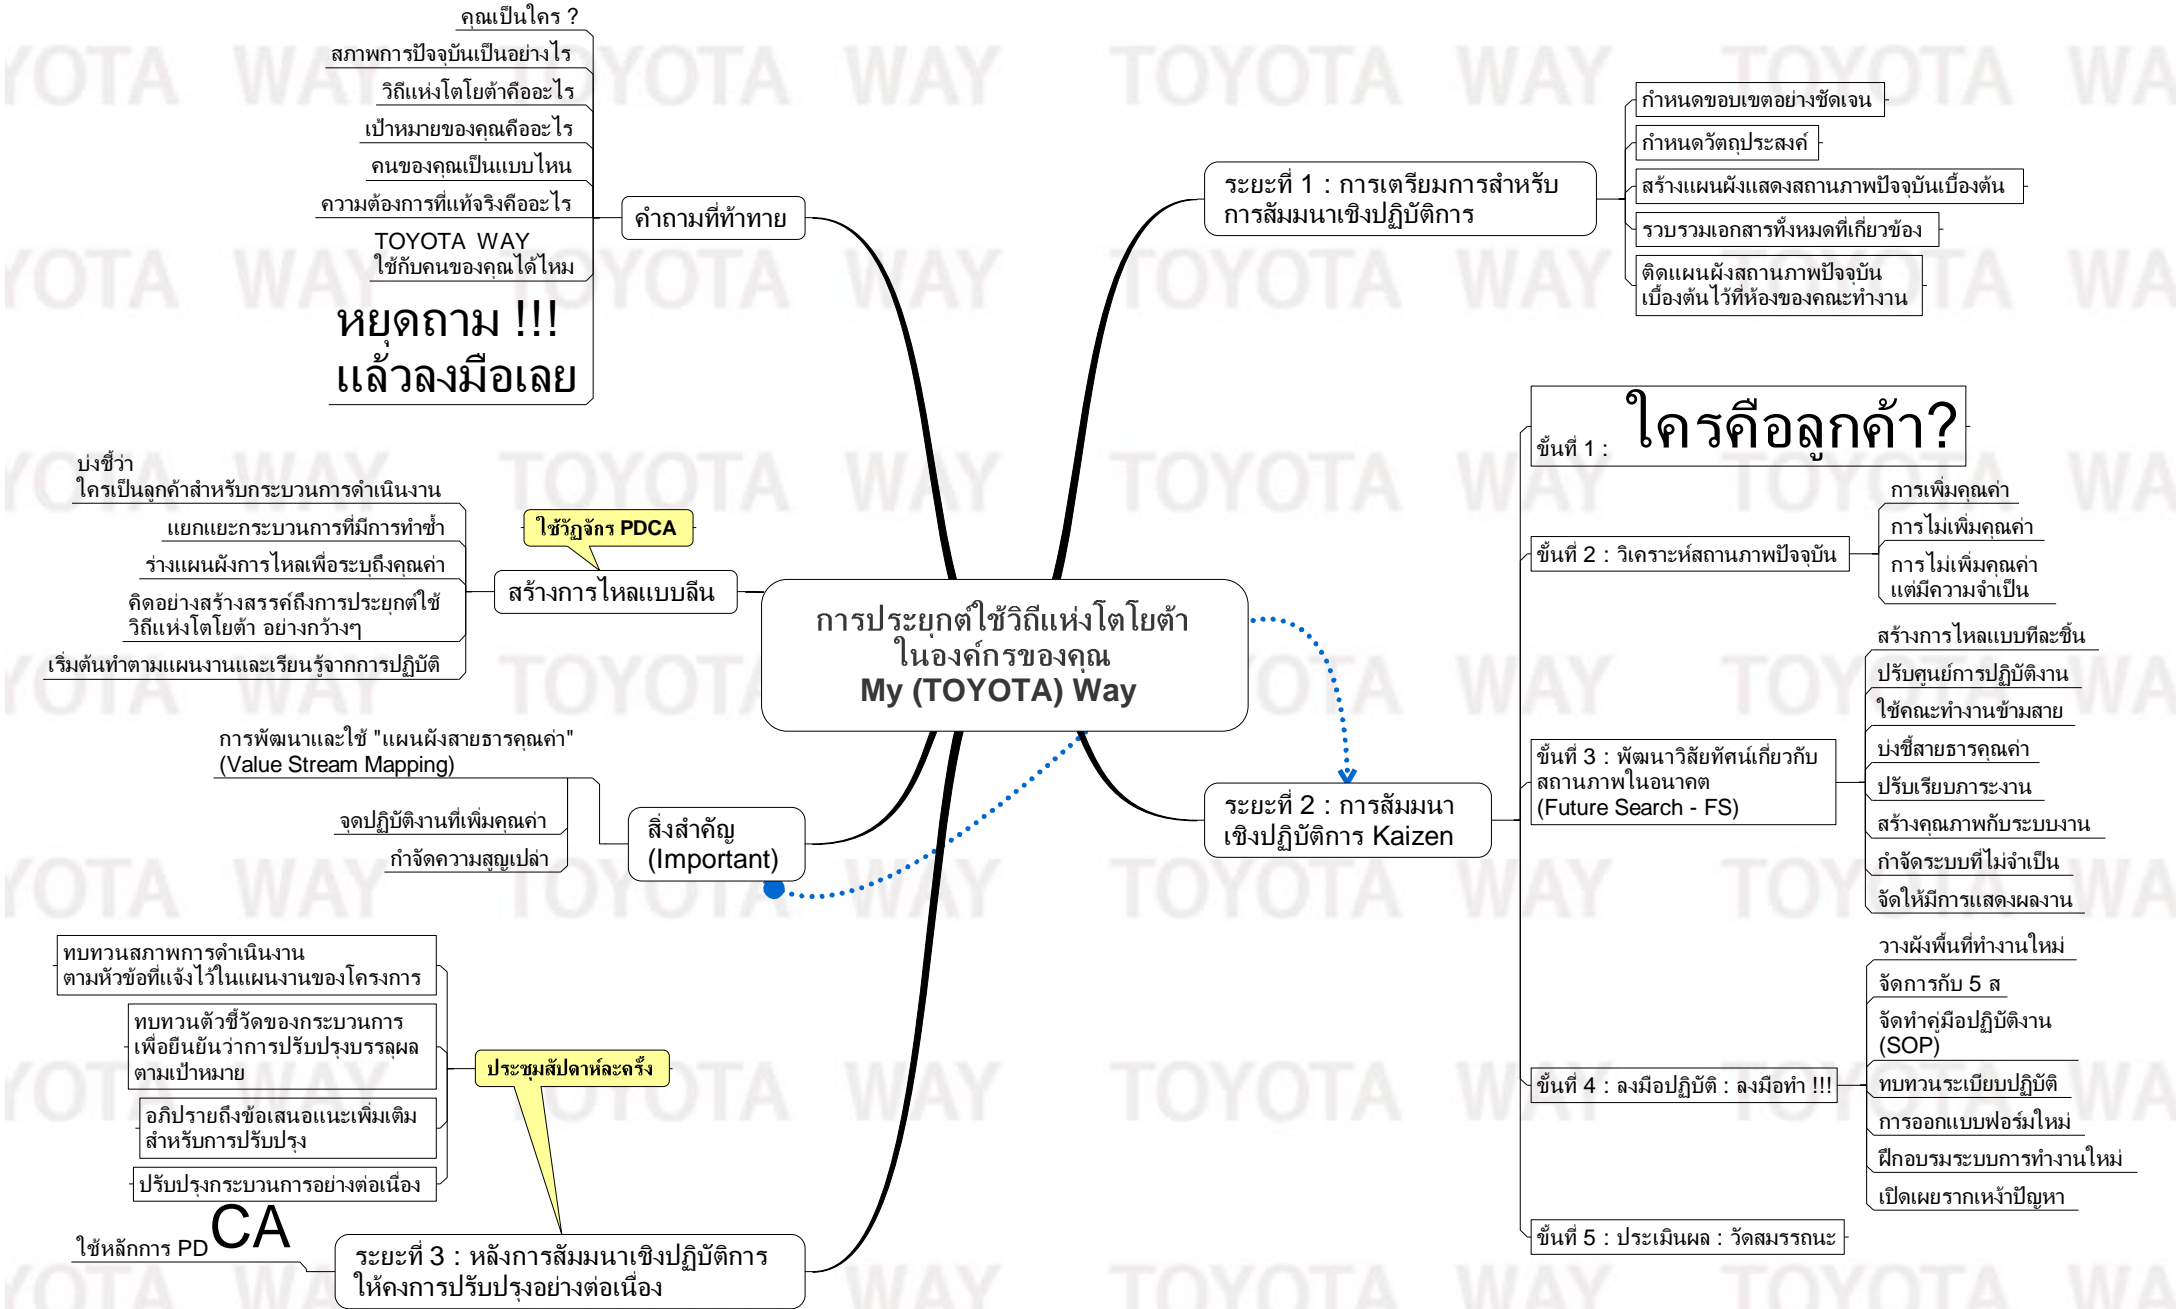 การประยุกต์ใช้วิถีแห่งโตโยต้า
ในองค์กรของคุณ
My (TOYOTA) Way
ระยะที่ 1 : การเตรียมการสำหรับ
การสัมมนาเชิงปฏิบัติการ
กำหนดขอบเขตอย่างชัดเจน
กำหนดวัตถุประสงค์
สร้างแผนผังแสดงสถานภาพปัจจุบันเบื้องต้น
รวบรวมเอกสารทั้งหมดที่เกี่ยวข้อง
ติดแผนผังสถานภาพปัจจุบัน
เบื้องต้นไว้ที่ห้องของคณะทำงาน
ระยะที่ 2 : การสัมมนา
เชิงปฏิบัติการ Kaizen
ขั้นที่ 1 : ใครคือลูกค้า?
ขั้นที่ 2 : วิเคราะห์สถานภาพปัจจุบัน
การเพิ่มคุณค่า
การไม่เพิ่มคุณค่า
การไม่เพิ่มคุณค่า
แต่มีความจำเป็น
ขั้นที่ 3 : พัฒนาวิสัยทัศน์เกี่ยวกับ
สถานภาพในอนาคต
(Future Search - FS)
สร้างการไหลแบบทีละชิ้น
ปรับศูนย์การปฏิบัติงาน
ใช้คณะทำงานข้ามสาย
บ่งชี้สายธารคุณค่า
ปรับเรียบภาระงาน
สร้างคุณภาพกับระบบงาน
กำจัดระบบที่ไม่จำเป็น
จัดให้มีการแสดงผลงาน
ขั้นที่ 4 : ลงมือปฏิบัติ : ลงมือทำ !!!
วางผังพื้นที่ทำงานใหม่
จัดการกับ 5 ส
จัดทำคู่มือปฏิบัติงาน
(SOP)
ทบทวนระเบียบปฏิบัติ
การออกแบบฟอร์มใหม่
ฝึกอบรมระบบการทำงานใหม่
เปิดเผยรากเหง้าปัญหา
ขั้นที่ 5 : ประเมินผล : วัดสมรรถนะ
ระยะที่ 3 : หลังการสัมมนาเชิงปฏิบัติการ
ให้คงการปรับปรุงอย่างต่อเนื่อง
ประชุมสัปดาห์ละครั้ง
ทบทวนสภาพการดำเนินงาน
ตามหัวข้อที่แจ้งไว้ในแผนงานของโครงการ
ทบทวนตัวชี้วัดของกระบวนการ
เพื่อยืนยันว่าการปรับปรุงบรรลุผล
ตามเป้าหมาย
อภิปรายถึงข้อเสนอแนะเพิ่มเติม
สำหรับการปรับปรุง
ปรับปรุงกระบวนการอย่างต่อเนื่อง
ใช้หลักการ PDCA
สิ่งสำคัญ
(Important)
การพัฒนาและใช้ "แผนผังสายธารคุณค่า"
(Value Stream Mapping)
จุดปฏิบัติงานที่เพิ่มคุณค่า
กำจัดความสูญเปล่า
สร้างการไหลแบบลีน
ใช้วัฏจักร PDCA
บ่งชี้ว่า
ใครเป็นลูกค้าสำหรับกระบวนการดำเนินงาน
แยกแยะกระบวนการที่มีการทำซ้ำ
ร่างแผนผังการไหลเพื่อระบุถึงคุณค่า
คิดอย่างสร้างสรรค์ถึงการประยุกต์ใช้
วิถีแห่งโตโยต้า อย่างกว้างๆ
เริ่มต้นทำตามแผนงานและเรียนรู้จากการปฏิบัติ
คำถามที่ท้าทาย
คุณเป็นใคร ?
สภาพการปัจจุบันเป็นอย่างไร
วิถีแห่งโตโยต้าคืออะไร
เป้าหมายของคุณคืออะไร
คนของคุณเป็นแบบไหน
ความต้องการที่แท้จริงคืออะไร
TOYOTA WAY
ใช้กับคนของคุณได้ไหม
หยุดถาม !!!
แล้วลงมือเลย
TOYOTA WAY